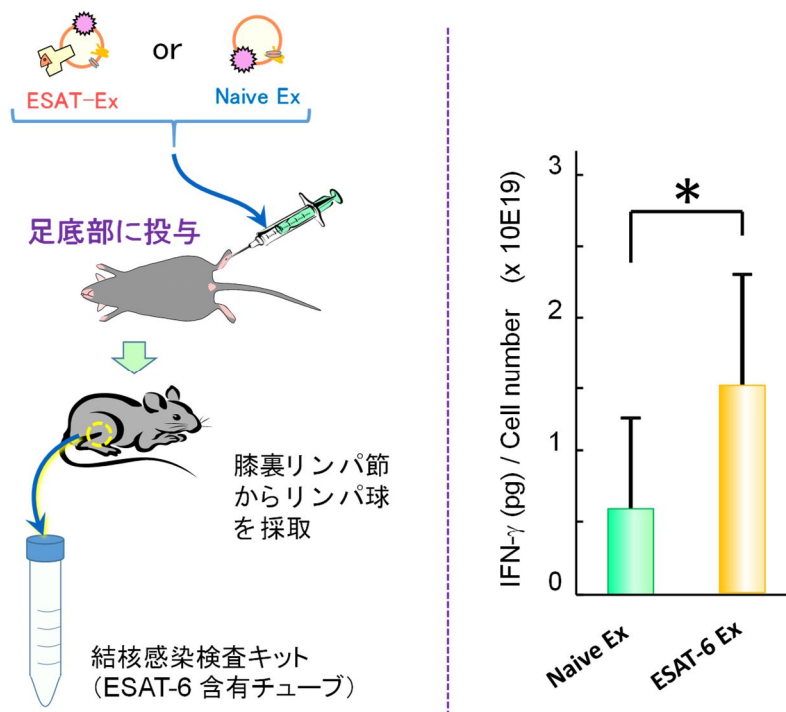 or
ESAT-Ex
Naive Ex
足底部に投与
膝裏リンパ節
からリンパ球
を採取
結核感染検査キット
(ESAT-6 含有チューブ)
IFN-γ (pg) / Cell number (x 10E19)
3
2
1
0
*
Naive Ex
ESAT-6 Ex